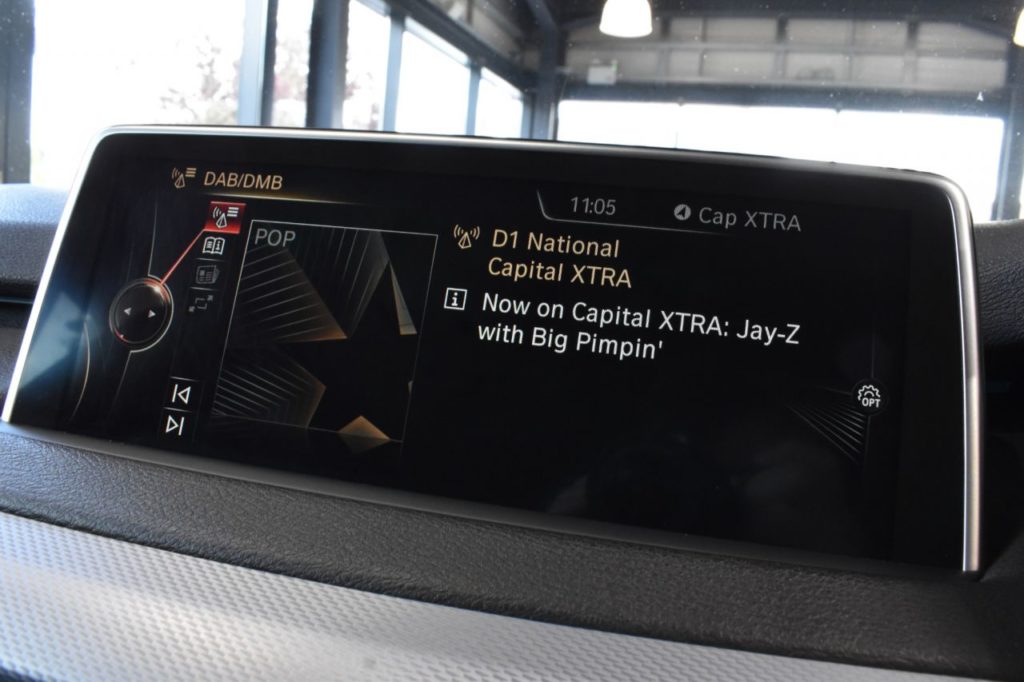 DAB/DMB
11:05
Cap XTRA
POP
D1 National
Capital XTRA
Now on Capital XTRA: Jay-Z
with Big Pimpin'
OPT